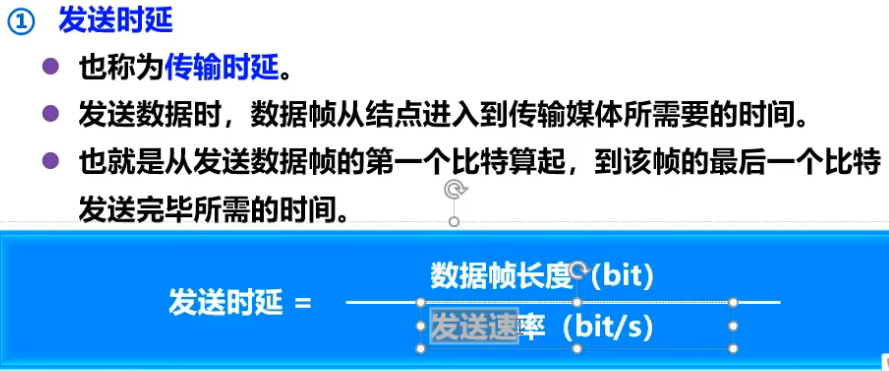 ① 发送时延
● 也称为传输时延。
● 发送数据时，数据帧从结点进入到传输媒体所需要的时间。
● 也就是从发送数据帧的第一个比特算起，到该帧的最后一个比特
发送完毕所需的时间。
数据帧长度（bit）
发送时延 =
发送速率（bit/s）